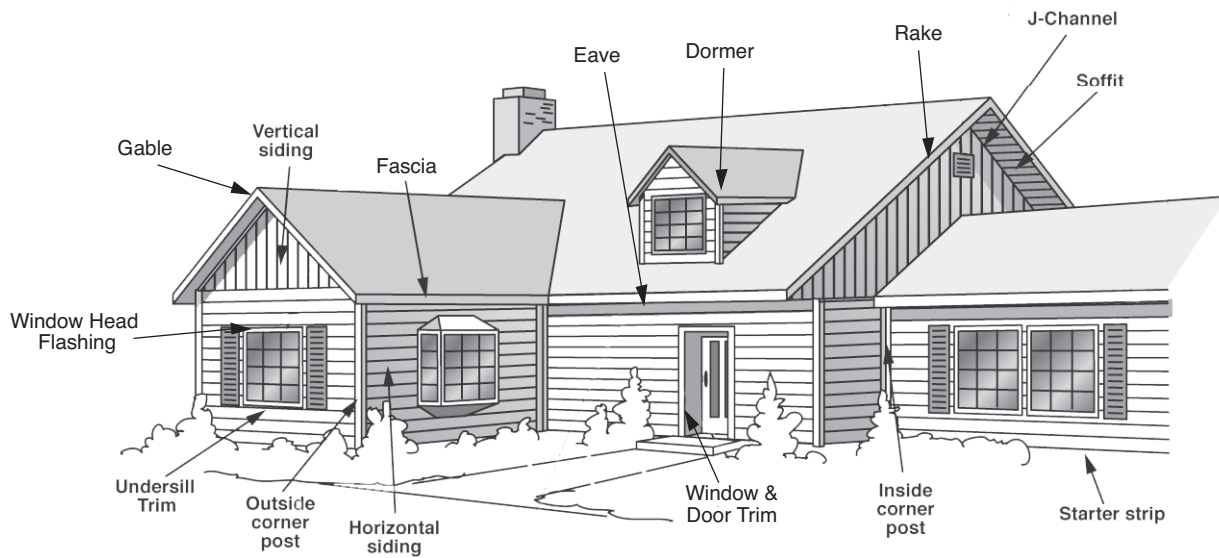 J-Channel
Rake
Eave
Dormer
Soffit
Vertical
siding
Gable
Fascia
Window Head
Flashing
Undersill
Trim
Outside
corner
post
Horizontal
siding
Window &
Door Trim
Inside
corner
post
Starter strip